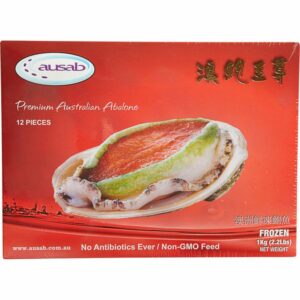 ausab
澳鲍至尊
Premium Australian Abalone
12 PIECES
FROZEN
1Kg (2.2Lbs)
NET WEIGHT
www.ausab.com.au
No Antibiotics Ever / Non-GMO Feed